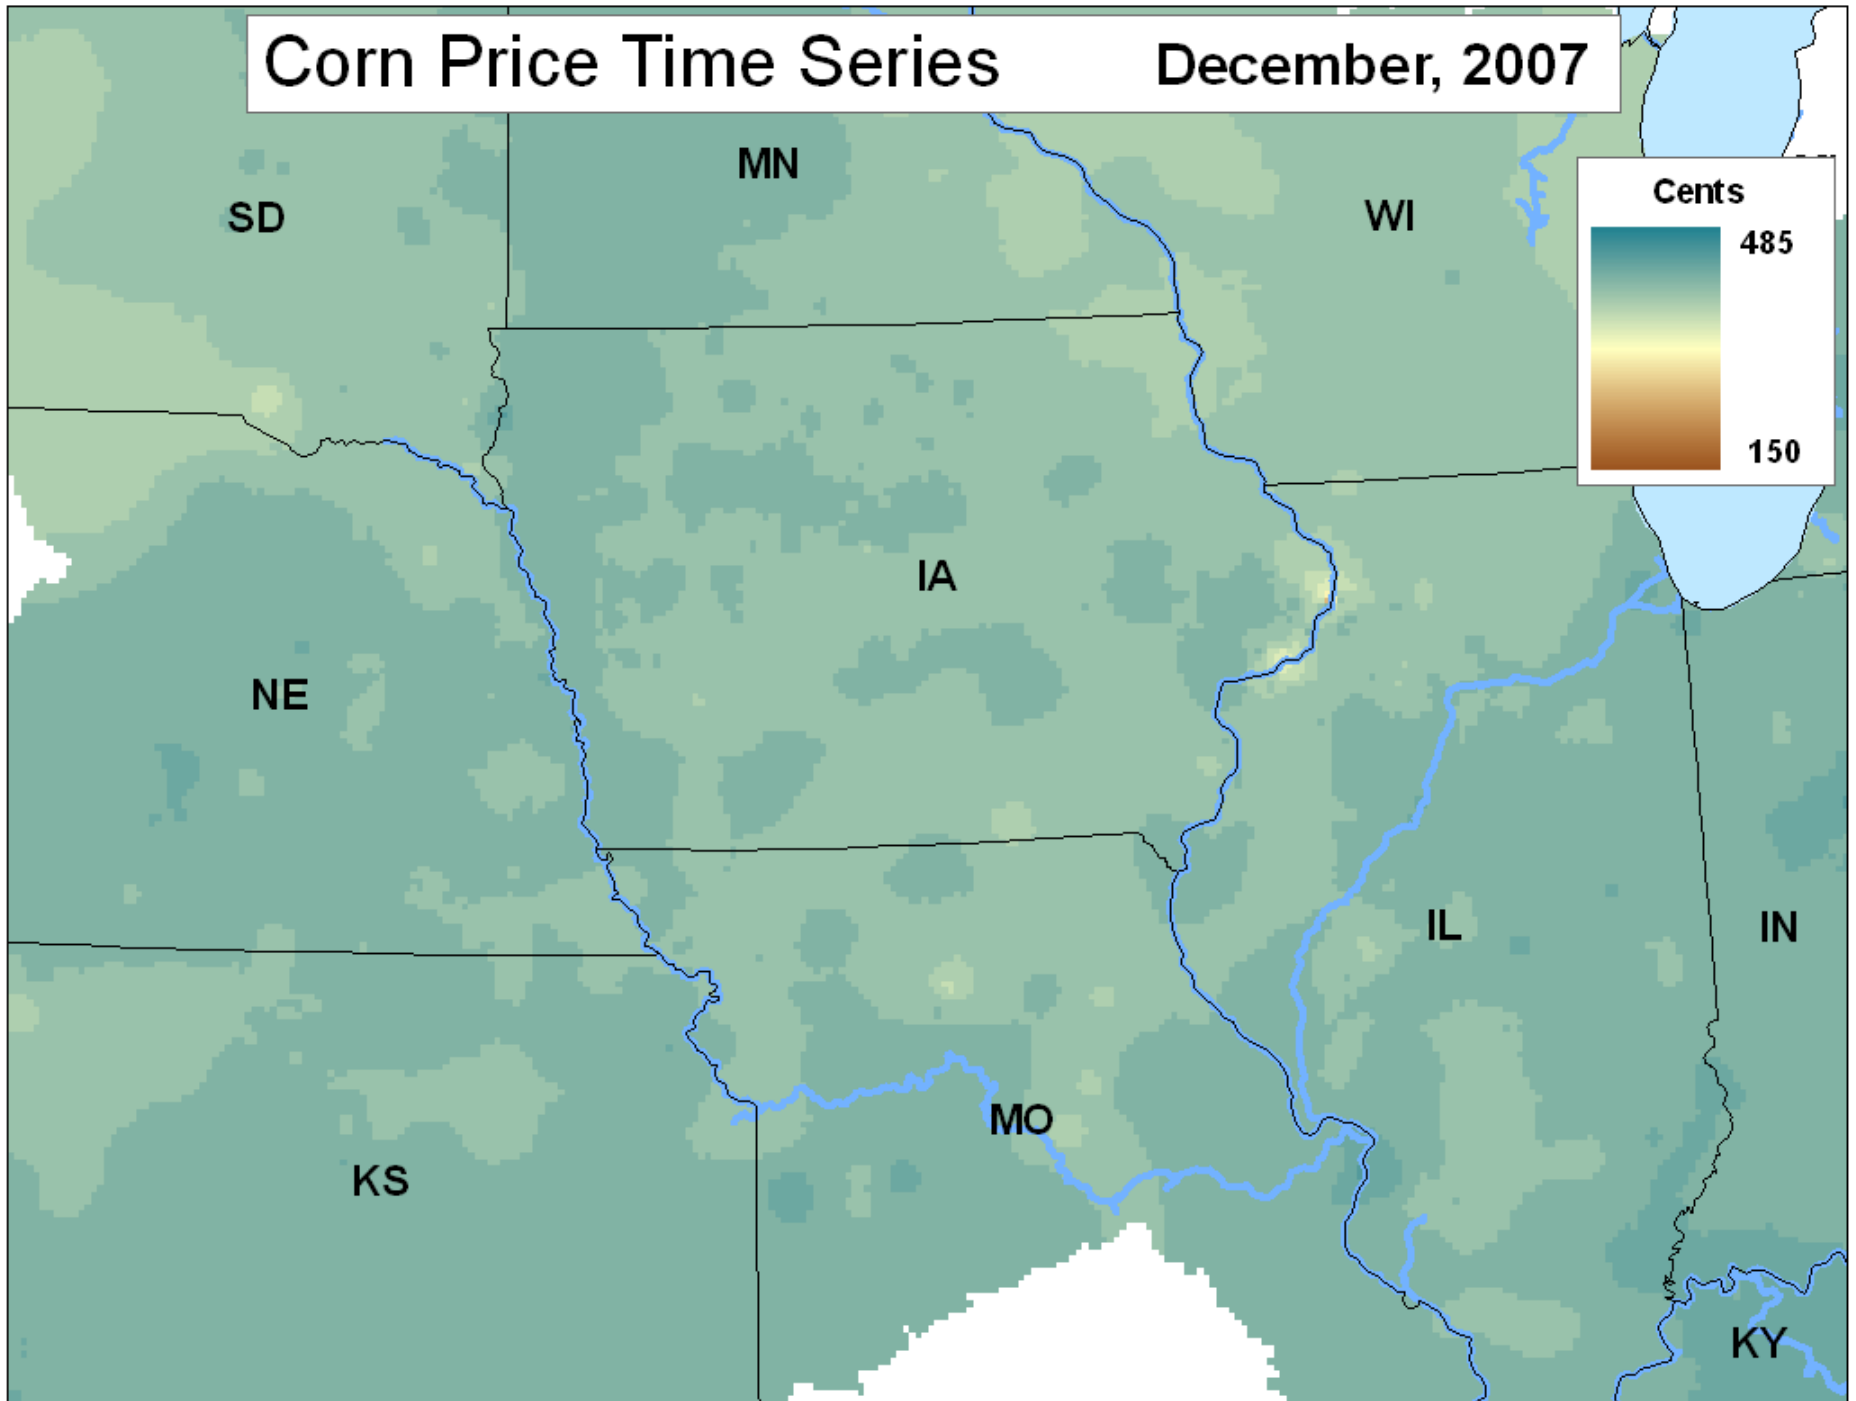 Corn Price Time Series December, 2007
MN
SD
WI
Cents
485
150
IA
NE
IL
IN
MO
KS
KY